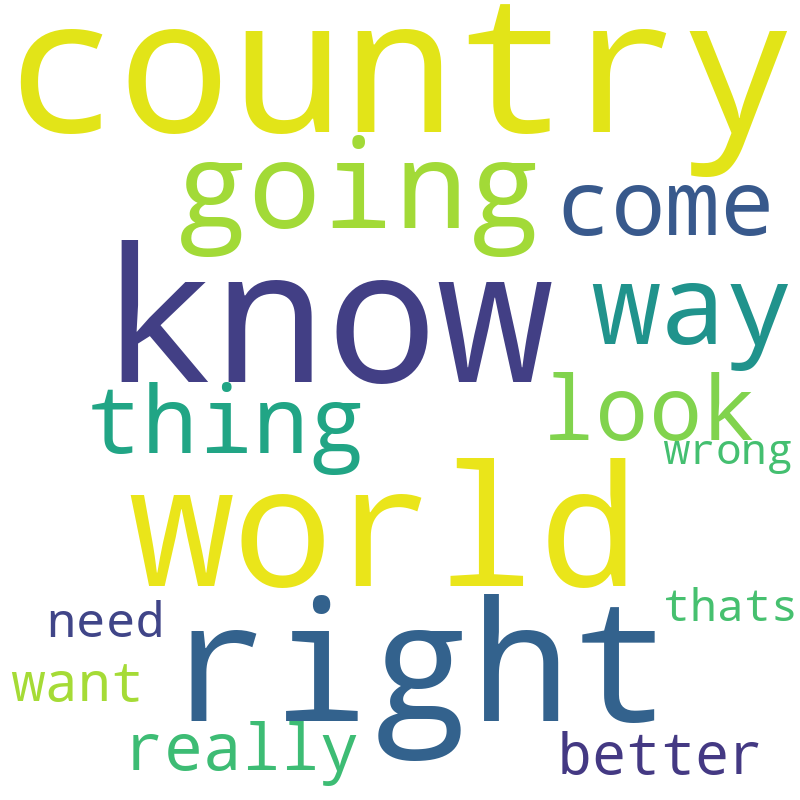 country
going
come
know
way
thing
look
wrong
world
need
right
thats
want
really
better